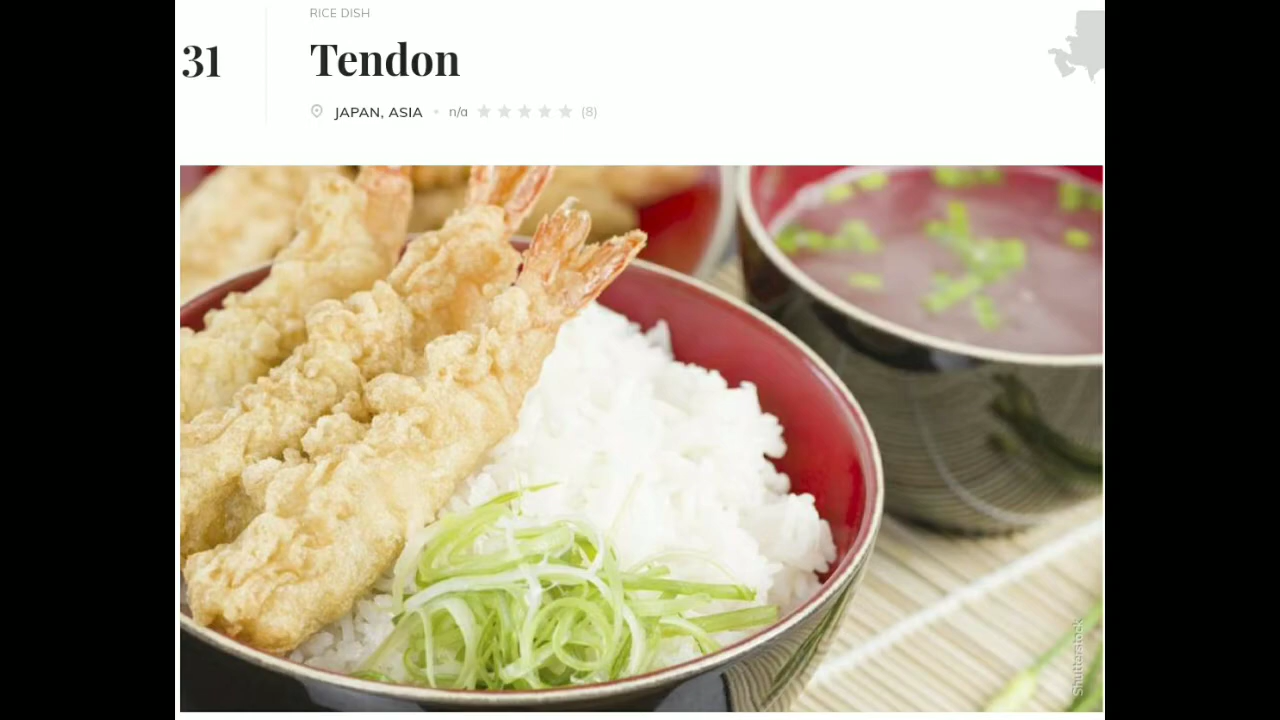 RICE DISH
31
Tendon
JAPAN, ASIA • n/a ★★★★★ (8)
Shutterstock